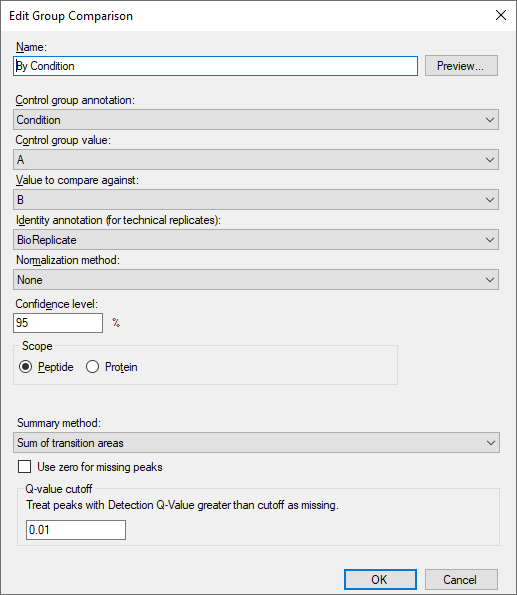 Edit Group Comparison
Name:
By Condition
Preview...
Control group annotation:
Condition
Control group value:
A
Value to compare against:
B
Identity annotation (for technical replicates):
BioReplicate
Normalization method:
None
Confidence level:
95 %
Scope
Peptide Protein
Summary method:
Sum of transition areas
Use zero for missing peaks
Q-value cutoff
Treat peaks with Detection Q-Value greater than cutoff as missing.
0.01
OK Cancel